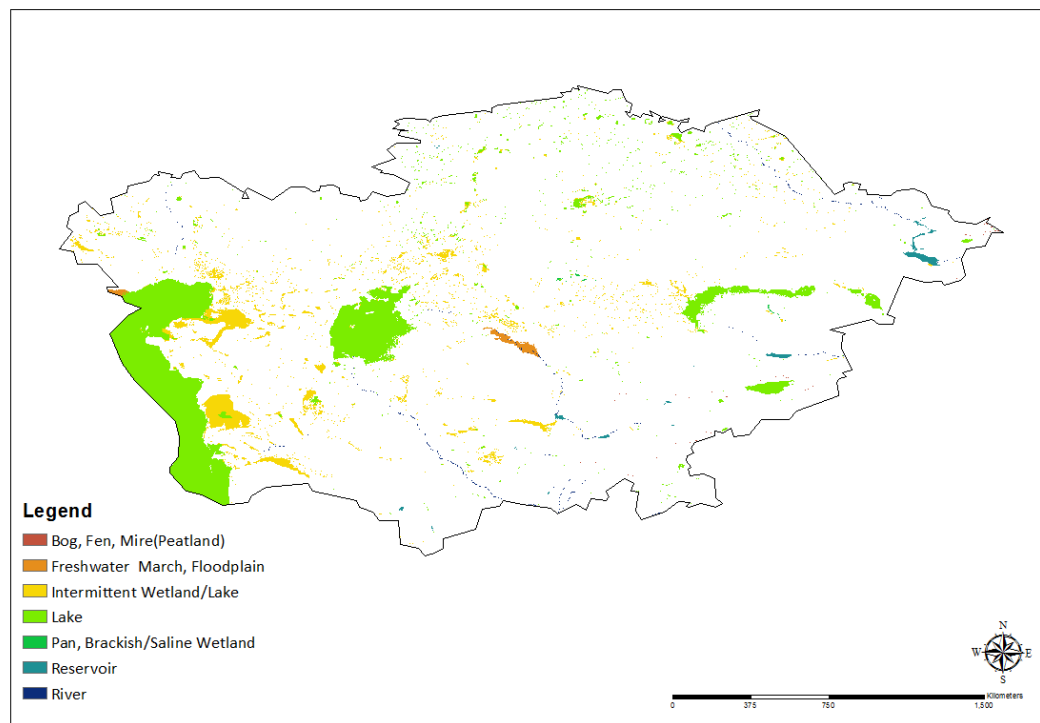 Legend
Bog, Fen, Mire(Peatland)
Freshwater March, Floodplain
Intermittent Wetland/Lake
Lake
Pan, Brackish/Saline Wetland
Reservoir
River
N
W E
S
Kilometers
0 375 750 1,500